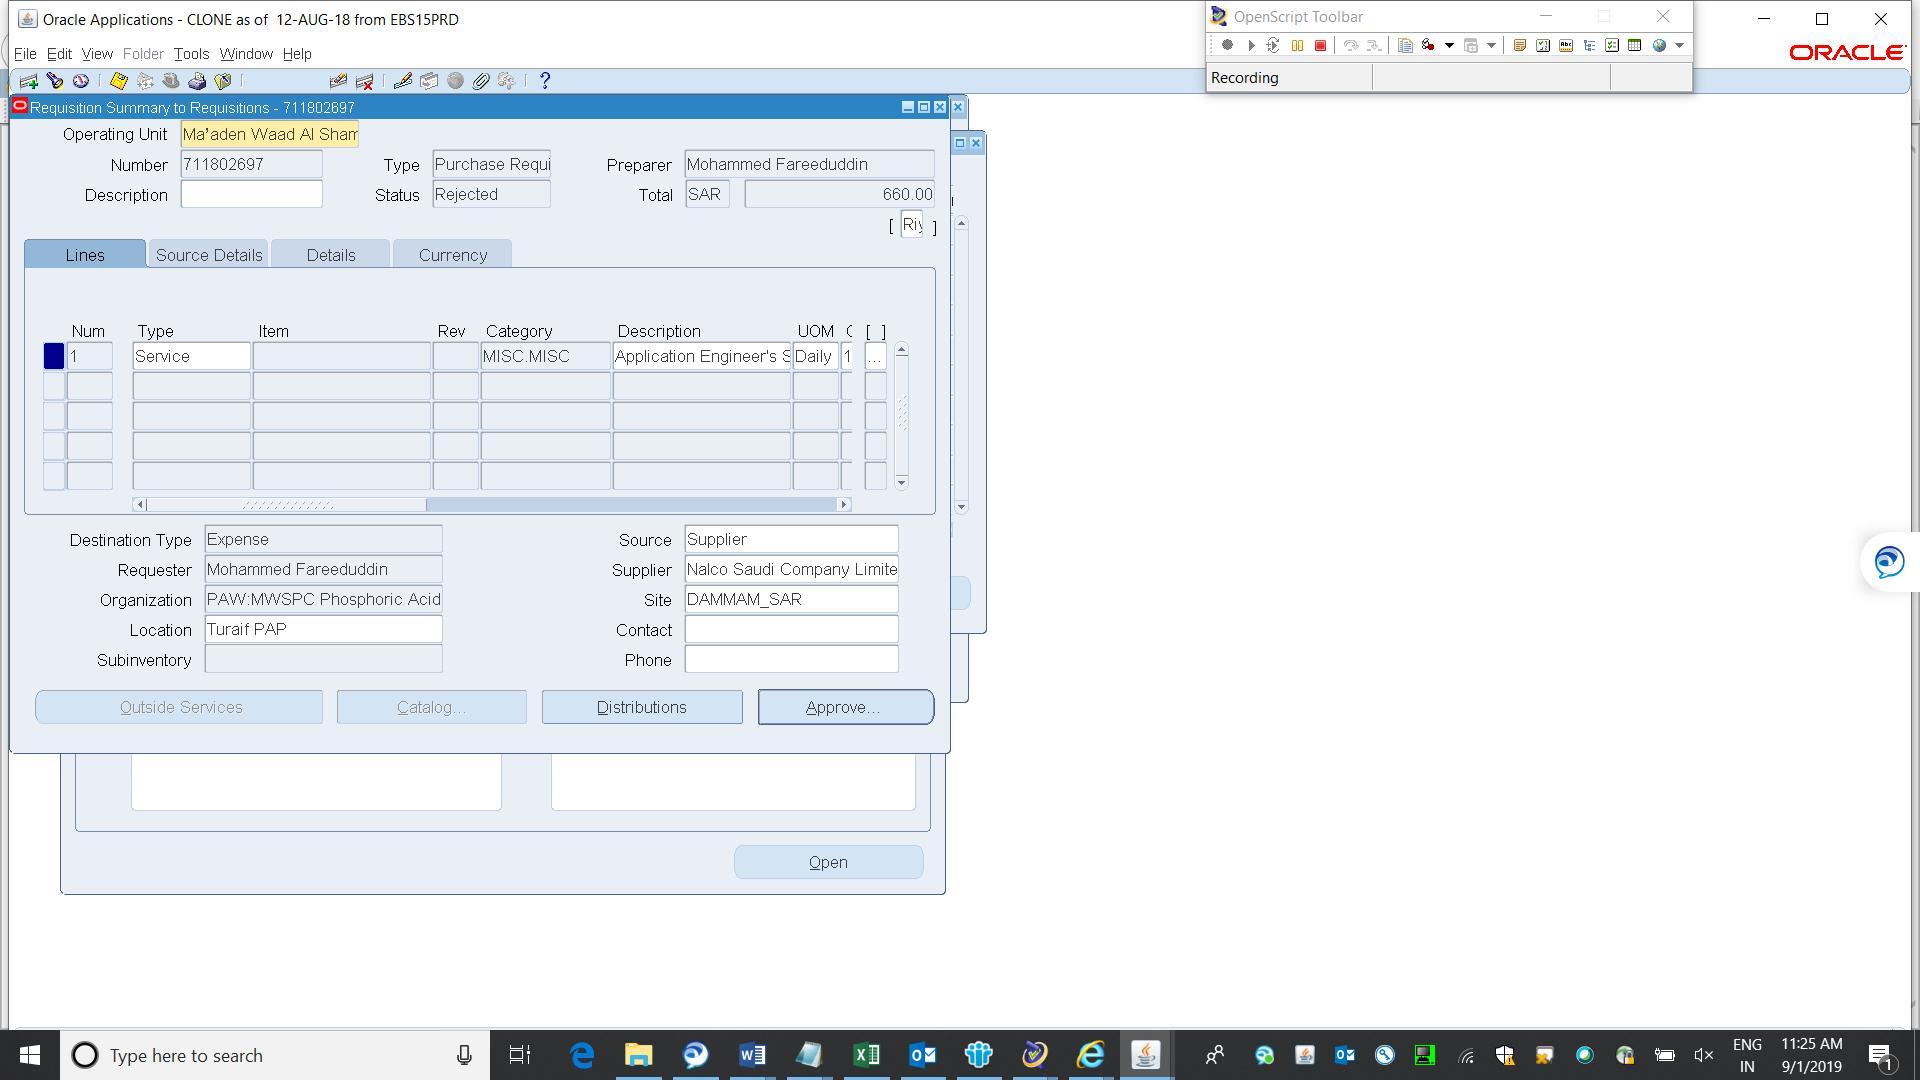 Oracle Applications - CLONE as of 12-AUG-18 from EBS15PRD
OpenScript Toolbar
File Edit View Folder Tools Window Help
ORACLE
Recording
Requisition Summary to Requisitions - 711802697
Operating Unit Ma'aden Waad Al Sham
Number 711802697 Type Purchase Requi Preparer Mohammed Fareeduddin
Description Status Rejected Total SAR 660.00
[ Riy ]
Lines Source Details Details Currency
Num Type Item Rev Category Description UOM [ ]
1 Service MISC.MISC Application Engineer's S Daily 1 ...
Destination Type Expense Source Supplier
Requester Mohammed Fareeduddin Supplier Nalco Saudi Company Limite
Organization PAW:MWSPC Phosphoric Acid Site DAMMAM_SAR
Location Turaif PAP Contact
Subinventory Phone
Outside Services Catalog... Distributions Approve...
Open
Type here to search
ENG 11:25 AM
IN 9/1/2019
1